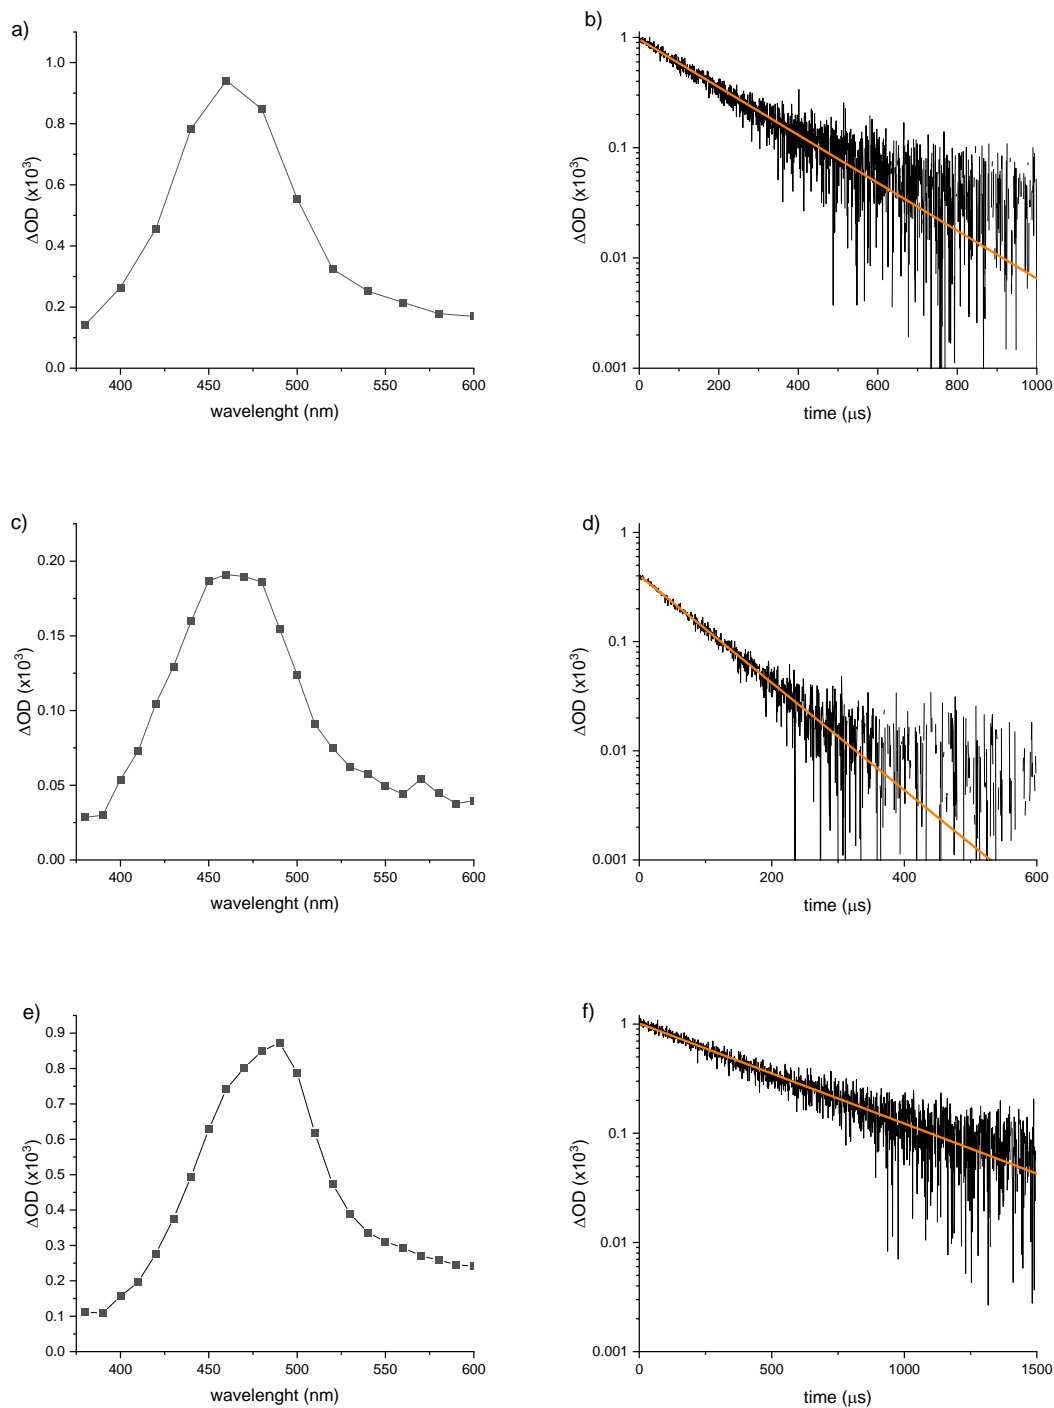 a)
1.0
0.8
0.6
0.4
0.2
0.0
ΔOD (x10³)
400 450 500 550 600
wavelenght (nm)
b)
1
0.1
0.01
0.001
ΔOD (x10³)
0 200 400 600 800 1000
time (μs)
c)
0.20
0.15
0.10
0.05
0.00
ΔOD (x10³)
400 450 500 550 600
wavelenght (nm)
d)
1
0.1
0.01
0.001
ΔOD (x10³)
0 200 400 600
time (μs)
e)
0.9
0.8
0.7
0.6
0.5
0.4
0.3
0.2
0.1
0.0
ΔOD (x10³)
400 450 500 550 600
wavelenght (nm)
f)
1
0.1
0.01
0.001
ΔOD (x10³)
0 500 1000 1500
time (μs)